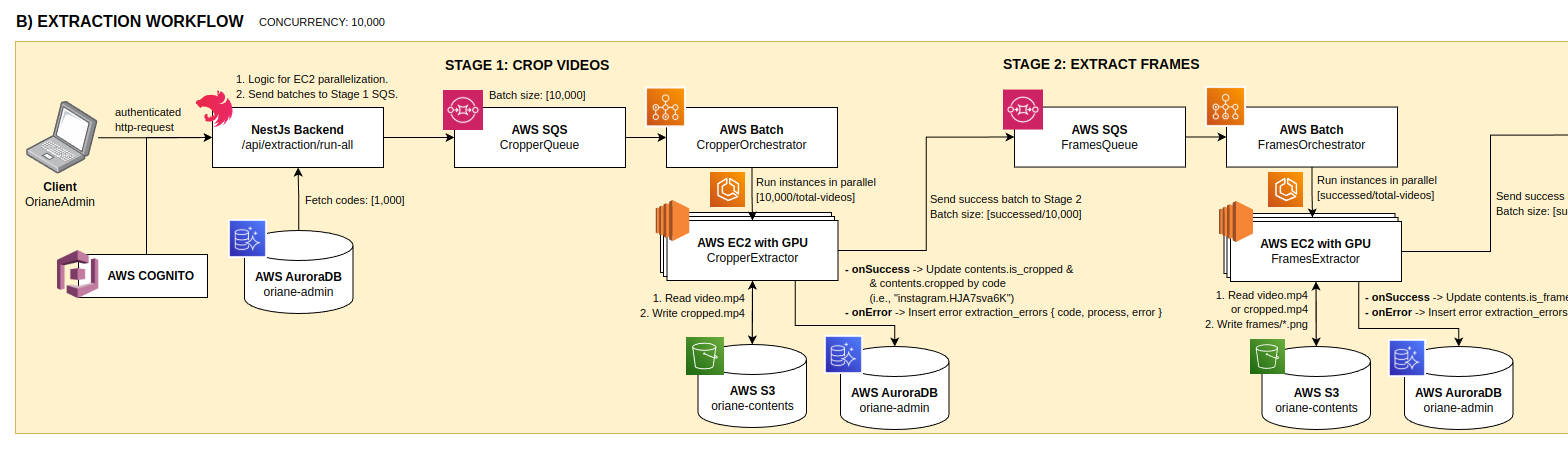 B) EXTRACTION WORKFLOW CONCURRENCY: 10,000
STAGE 1: CROP VIDEOS
STAGE 2: EXTRACT FRAMES
1. Logic for EC2 parallelization.
2. Send batches to Stage 1 SQS.
authenticated
http-request
Client
OrianeAdmin
NestJs Backend
/api/extraction/run-all
Fetch codes: [1,000]
AWS COGNITO
AWS AuroraDB
oriane-admin
Batch size: [10,000]
AWS SQS
CropperQueue
AWS Batch
CropperOrchestrator
Run instances in parallel
[10,000/total-videos]
AWS EC2 with GPU
CropperExtractor
Send success batch to Stage 2
Batch size: [successed/10,000]
- onSuccess -> Update contents.is_cropped &
& contents.cropped by code
(i.e., "instagram.HJA7sva6K")
- onError -> Insert error extraction_errors { code, process, error }
1. Read video.mp4
2. Write cropped.mp4
AWS S3
oriane-contents
AWS AuroraDB
oriane-admin
AWS SQS
FramesQueue
AWS Batch
FramesOrchestrator
Run instances in parallel
[successed/total-videos]
AWS EC2 with GPU
FramesExtractor
Send success
Batch size: [su
- onSuccess -> Update contents.is_frame
- onError -> Insert error extraction_errors
1. Read video.mp4
or cropped.mp4
2. Write frames/*.png
AWS S3
oriane-contents
AWS AuroraDB
oriane-admin